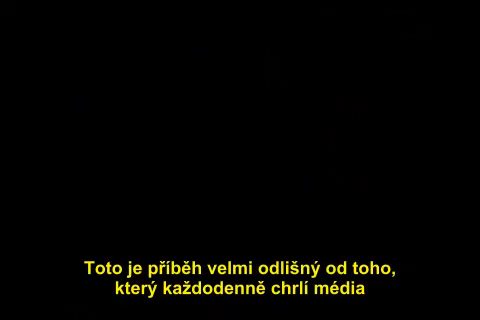 Toto je příběh velmi odlišný od toho,
který každodenně chrlí média